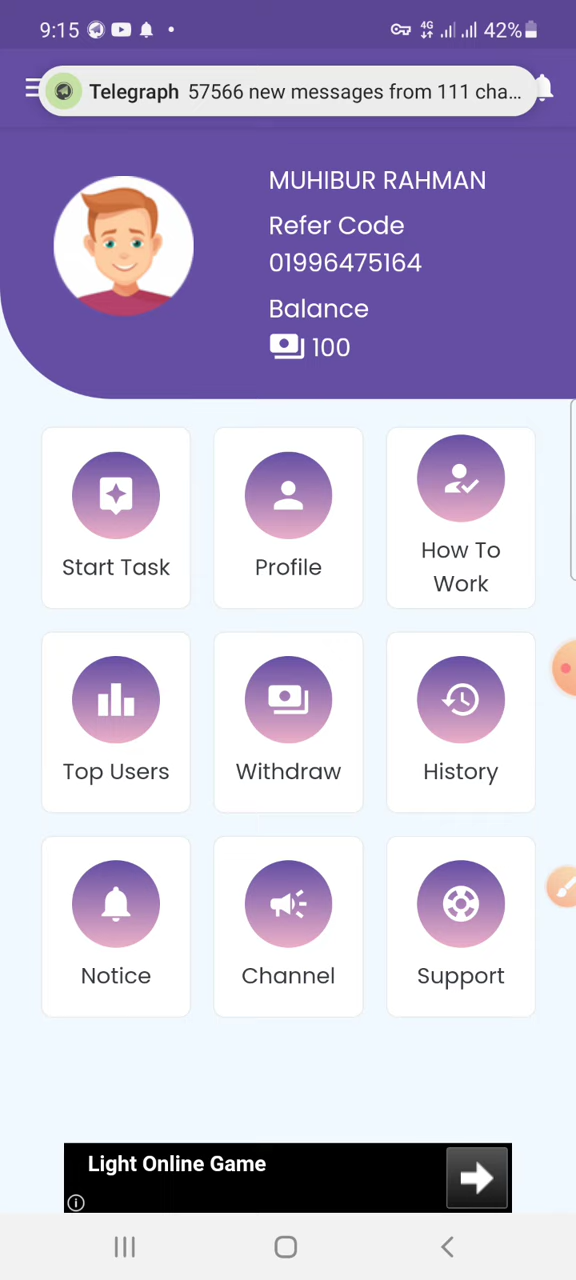 9:15
4G
42%
Telegraph 57566 new messages from 111 cha...
MUHIBUR RAHMAN
Refer Code
01996475164
Balance
100
Start Task
Profile
How To
Work
Top Users
Withdraw
History
Notice
Channel
Support
Light Online Game